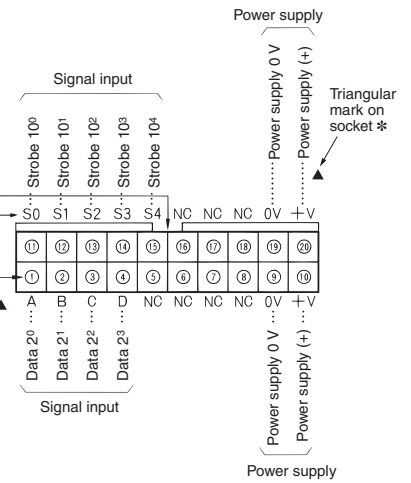 Power supply
Signal input
Strobe 10⁰
Strobe 10¹
Strobe 10²
Strobe 10³
Strobe 10⁴
Power supply 0 V
Power supply (+)
Triangular
mark on
socket ✻
S0 S1 S2 S3 S4 NC NC NC 0V +V
⑪ ⑫ ⑬ ⑭ ⑮ ⑯ ⑰ ⑱ ⑲ ⑳
① ② ③ ④ ⑤ ⑥ ⑦ ⑧ ⑨ ⑩
A B C D NC NC NC NC 0V +V
Data 2⁰
Data 2¹
Data 2²
Data 2³
Power supply 0 V
Power supply (+)
Signal input
Power supply